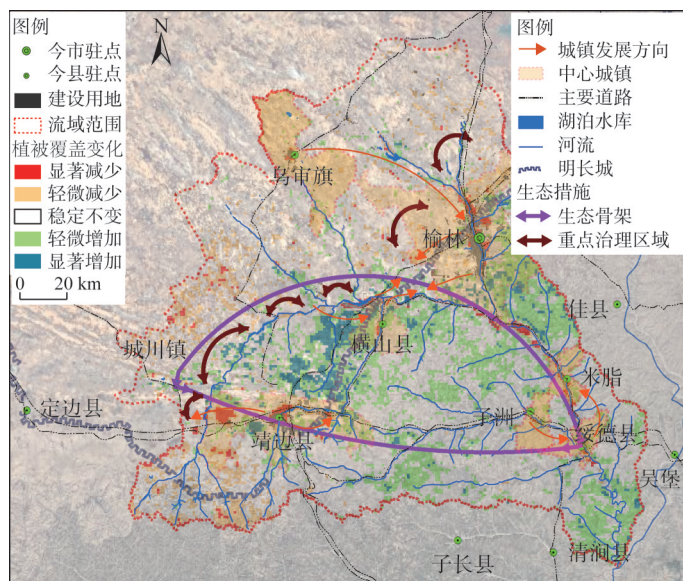 图例
今市驻点
今县驻点
建设用地
流域范围
植被覆盖变化
显著减少
轻微减少
稳定不变
轻微增加
显著增加
0 20 km
N
图例
城镇发展方向
中心城镇
主要道路
湖泊水库
河流
明长城
生态措施
生态骨架
重点治理区域
乌审旗
榆林
佳县
城川镇
横山县
米脂
定边县
子洲
靖边县
绥德县
吴堡
清涧县
子长县